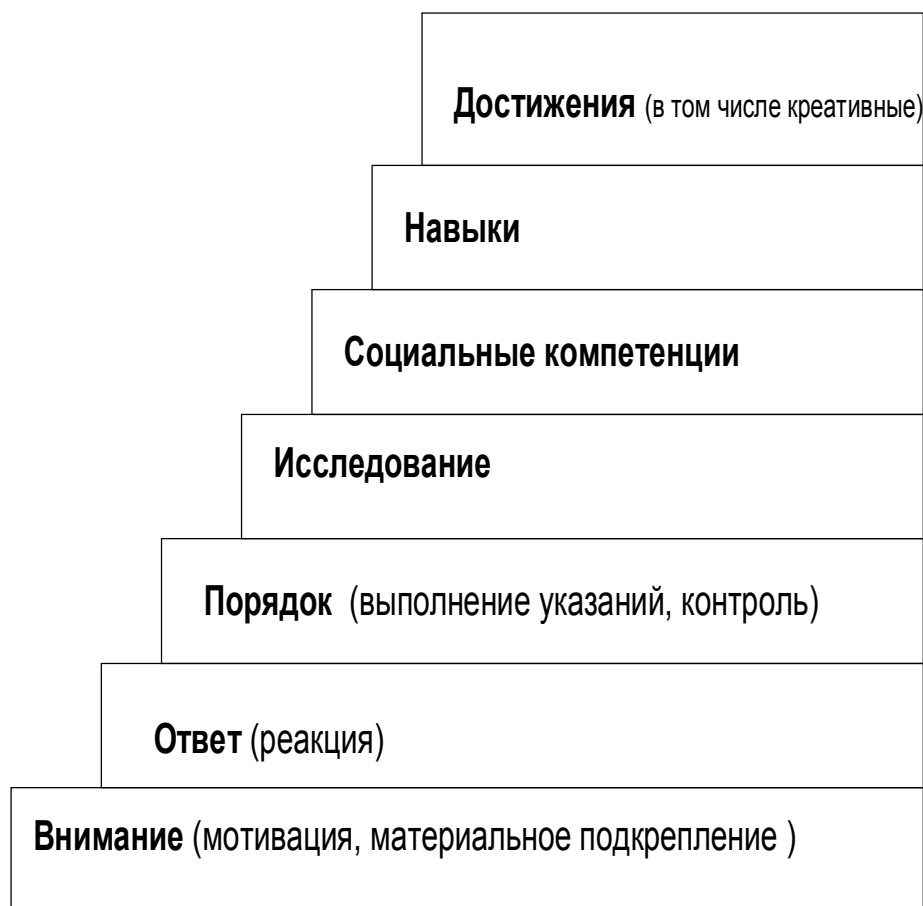 Достижения (в том числе креативные)
Навыки
Социальные компетенции
Исследование
Порядок (выполнение указаний, контроль)
Ответ (реакция)
Внимание (мотивация, материальное подкрепление )